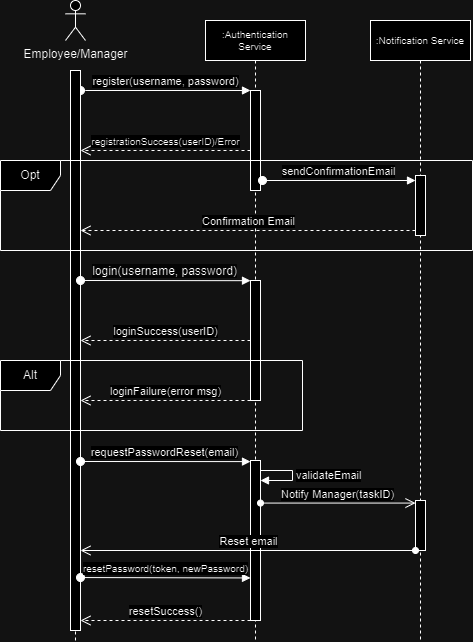 :Authentication
Service
:Notification Service
Employee/Manager
register(username, password)
registrationSuccess(userID)/Error
Opt
sendConfirmationEmail
Confirmation Email
login(username, password)
loginSuccess(userID)
Alt
loginFailure(error msg)
requestPasswordReset(email)
validateEmail
Notify Manager(taskID)
Reset email
resetPassword(token, newPassword)
resetSuccess()